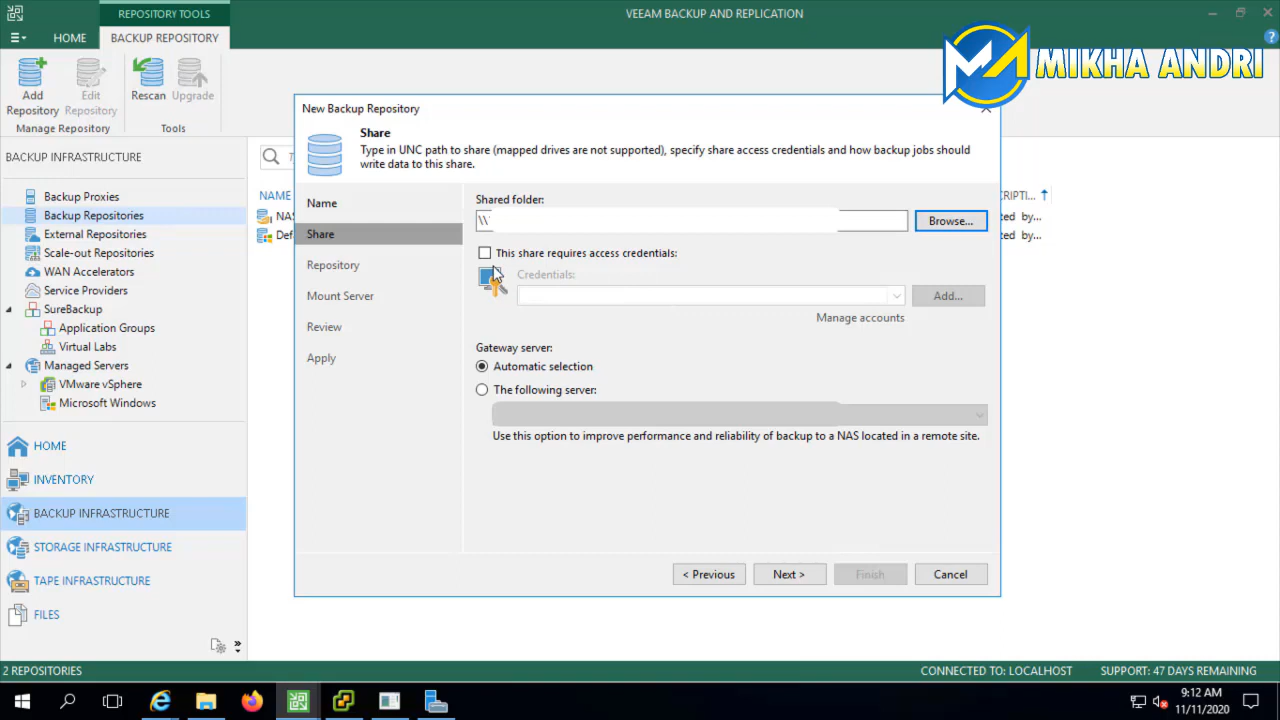 REPOSITORY TOOLS
VEEAM BACKUP AND REPLICATION
HOME
BACKUP REPOSITORY
MIKHA ANDRI
Add Repository
Edit Repository
Rescan
Upgrade
Manage Repository
Tools
BACKUP INFRASTRUCTURE
Backup Proxies
Backup Repositories
External Repositories
Scale-out Repositories
WAN Accelerators
Service Providers
SureBackup
Application Groups
Virtual Labs
Managed Servers
VMware vSphere
Microsoft Windows
HOME
INVENTORY
BACKUP INFRASTRUCTURE
STORAGE INFRASTRUCTURE
TAPE INFRASTRUCTURE
FILES
NAME
NAS
Def
New Backup Repository
Share
Type in UNC path to share (mapped drives are not supported), specify share access credentials and how backup jobs should
write data to this share.
Name
Share
Repository
Mount Server
Review
Apply
Shared folder:
\\
Browse...
This share requires access credentials:
Credentials:
Add...
Manage accounts
Gateway server:
Automatic selection
The following server:
Use this option to improve performance and reliability of backup to a NAS located in a remote site.
< Previous
Next >
Finish
Cancel
2 REPOSITORIES
CONNECTED TO: LOCALHOST
SUPPORT: 47 DAYS REMAINING
9:12 AM
11/11/2020